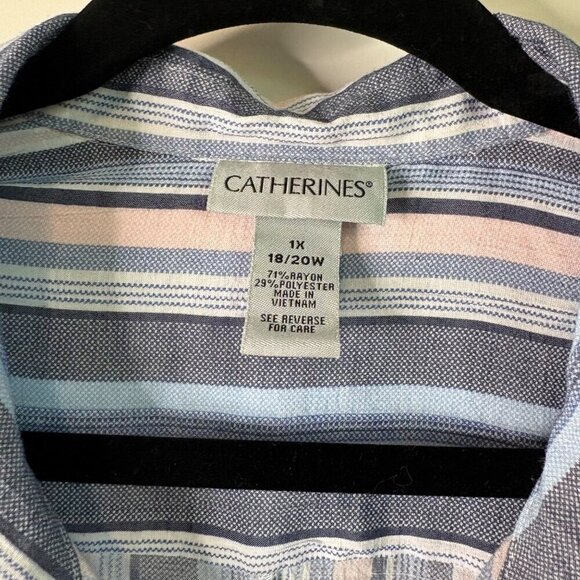 CATHERINES®
1X
18/20W
71%RAYON
29%POLYESTER
MADE IN
VIETNAM
SEE REVERSE
FOR CARE